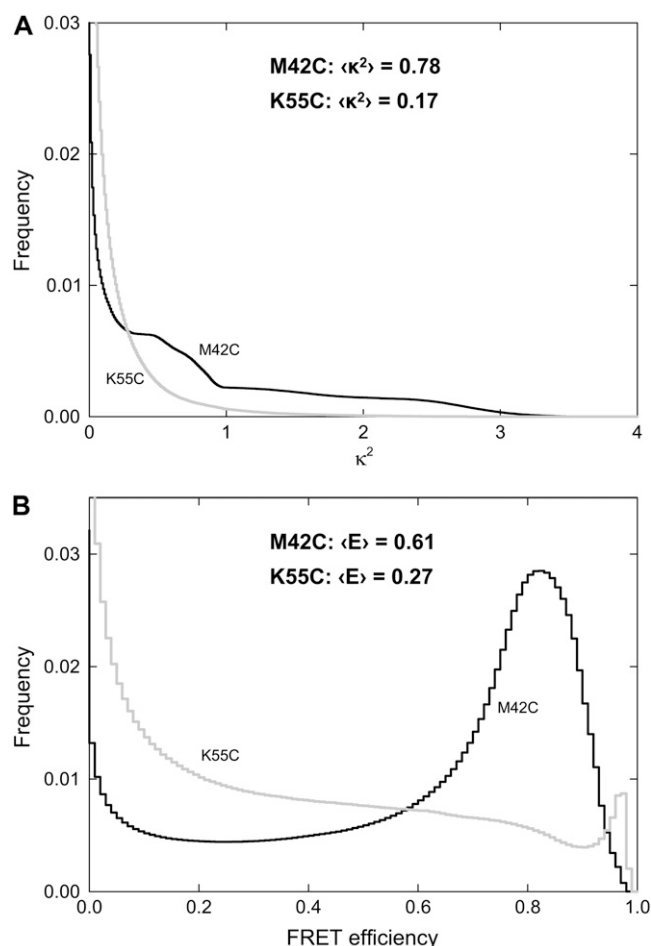 A
0.03
M42C: ‹κ²› = 0.78
K55C: ‹κ²› = 0.17
0.02
Frequency
0.01
M42C
K55C
0.00
0 1 2 3 4
κ²
B
M42C: ‹E› = 0.61
0.03
K55C: ‹E› = 0.27
Frequency
0.02
M42C
K55C
0.01
0.00
0.0 0.2 0.4 0.6 0.8 1.0
FRET efficiency